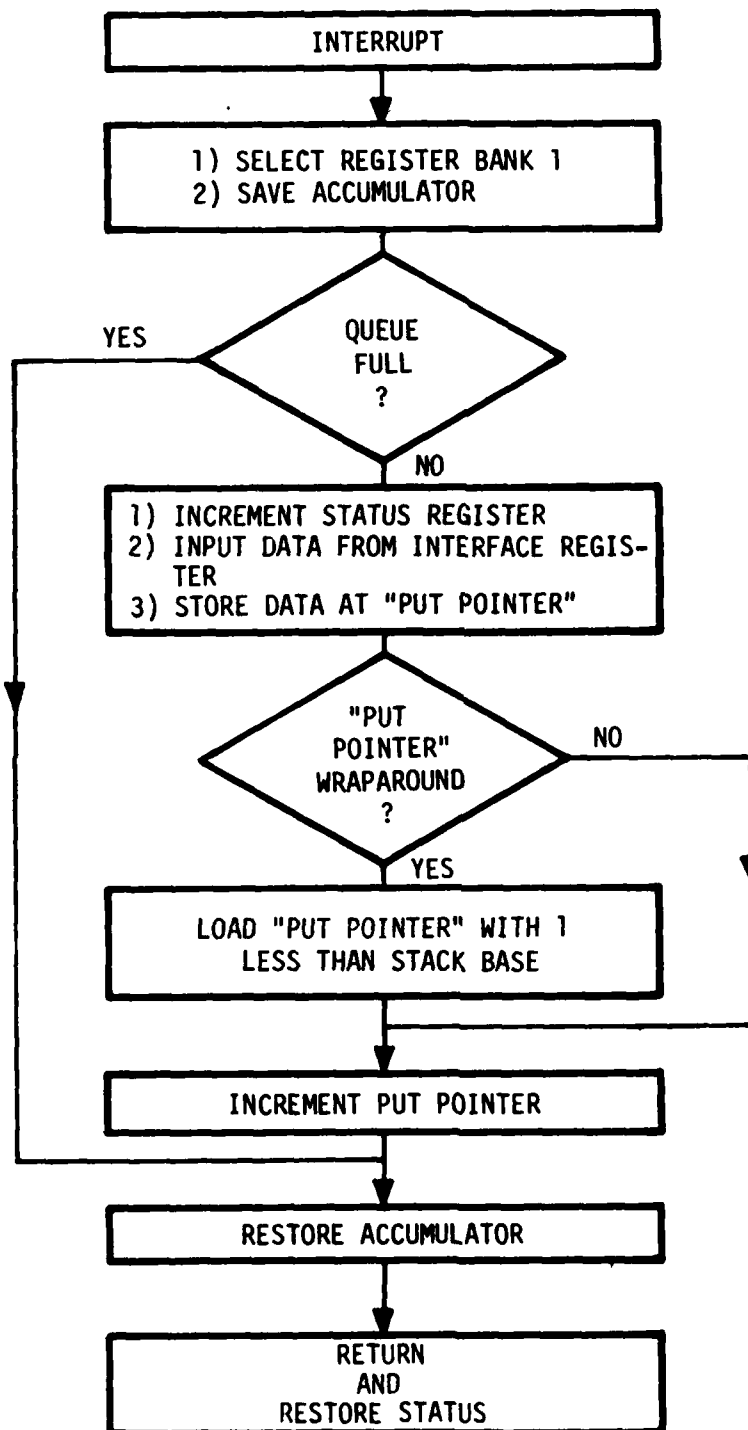 INTERRUPT
1) SELECT REGISTER BANK 1
2) SAVE ACCUMULATOR
YES
QUEUE
FULL
?
NO
1) INCREMENT STATUS REGISTER
2) INPUT DATA FROM INTERFACE REGIS-
TER
3) STORE DATA AT "PUT POINTER"
"PUT
POINTER"
WRAPAROUND
?
NO
YES
LOAD "PUT POINTER" WITH 1
LESS THAN STACK BASE
INCREMENT PUT POINTER
RESTORE ACCUMULATOR
RETURN
AND
RESTORE STATUS